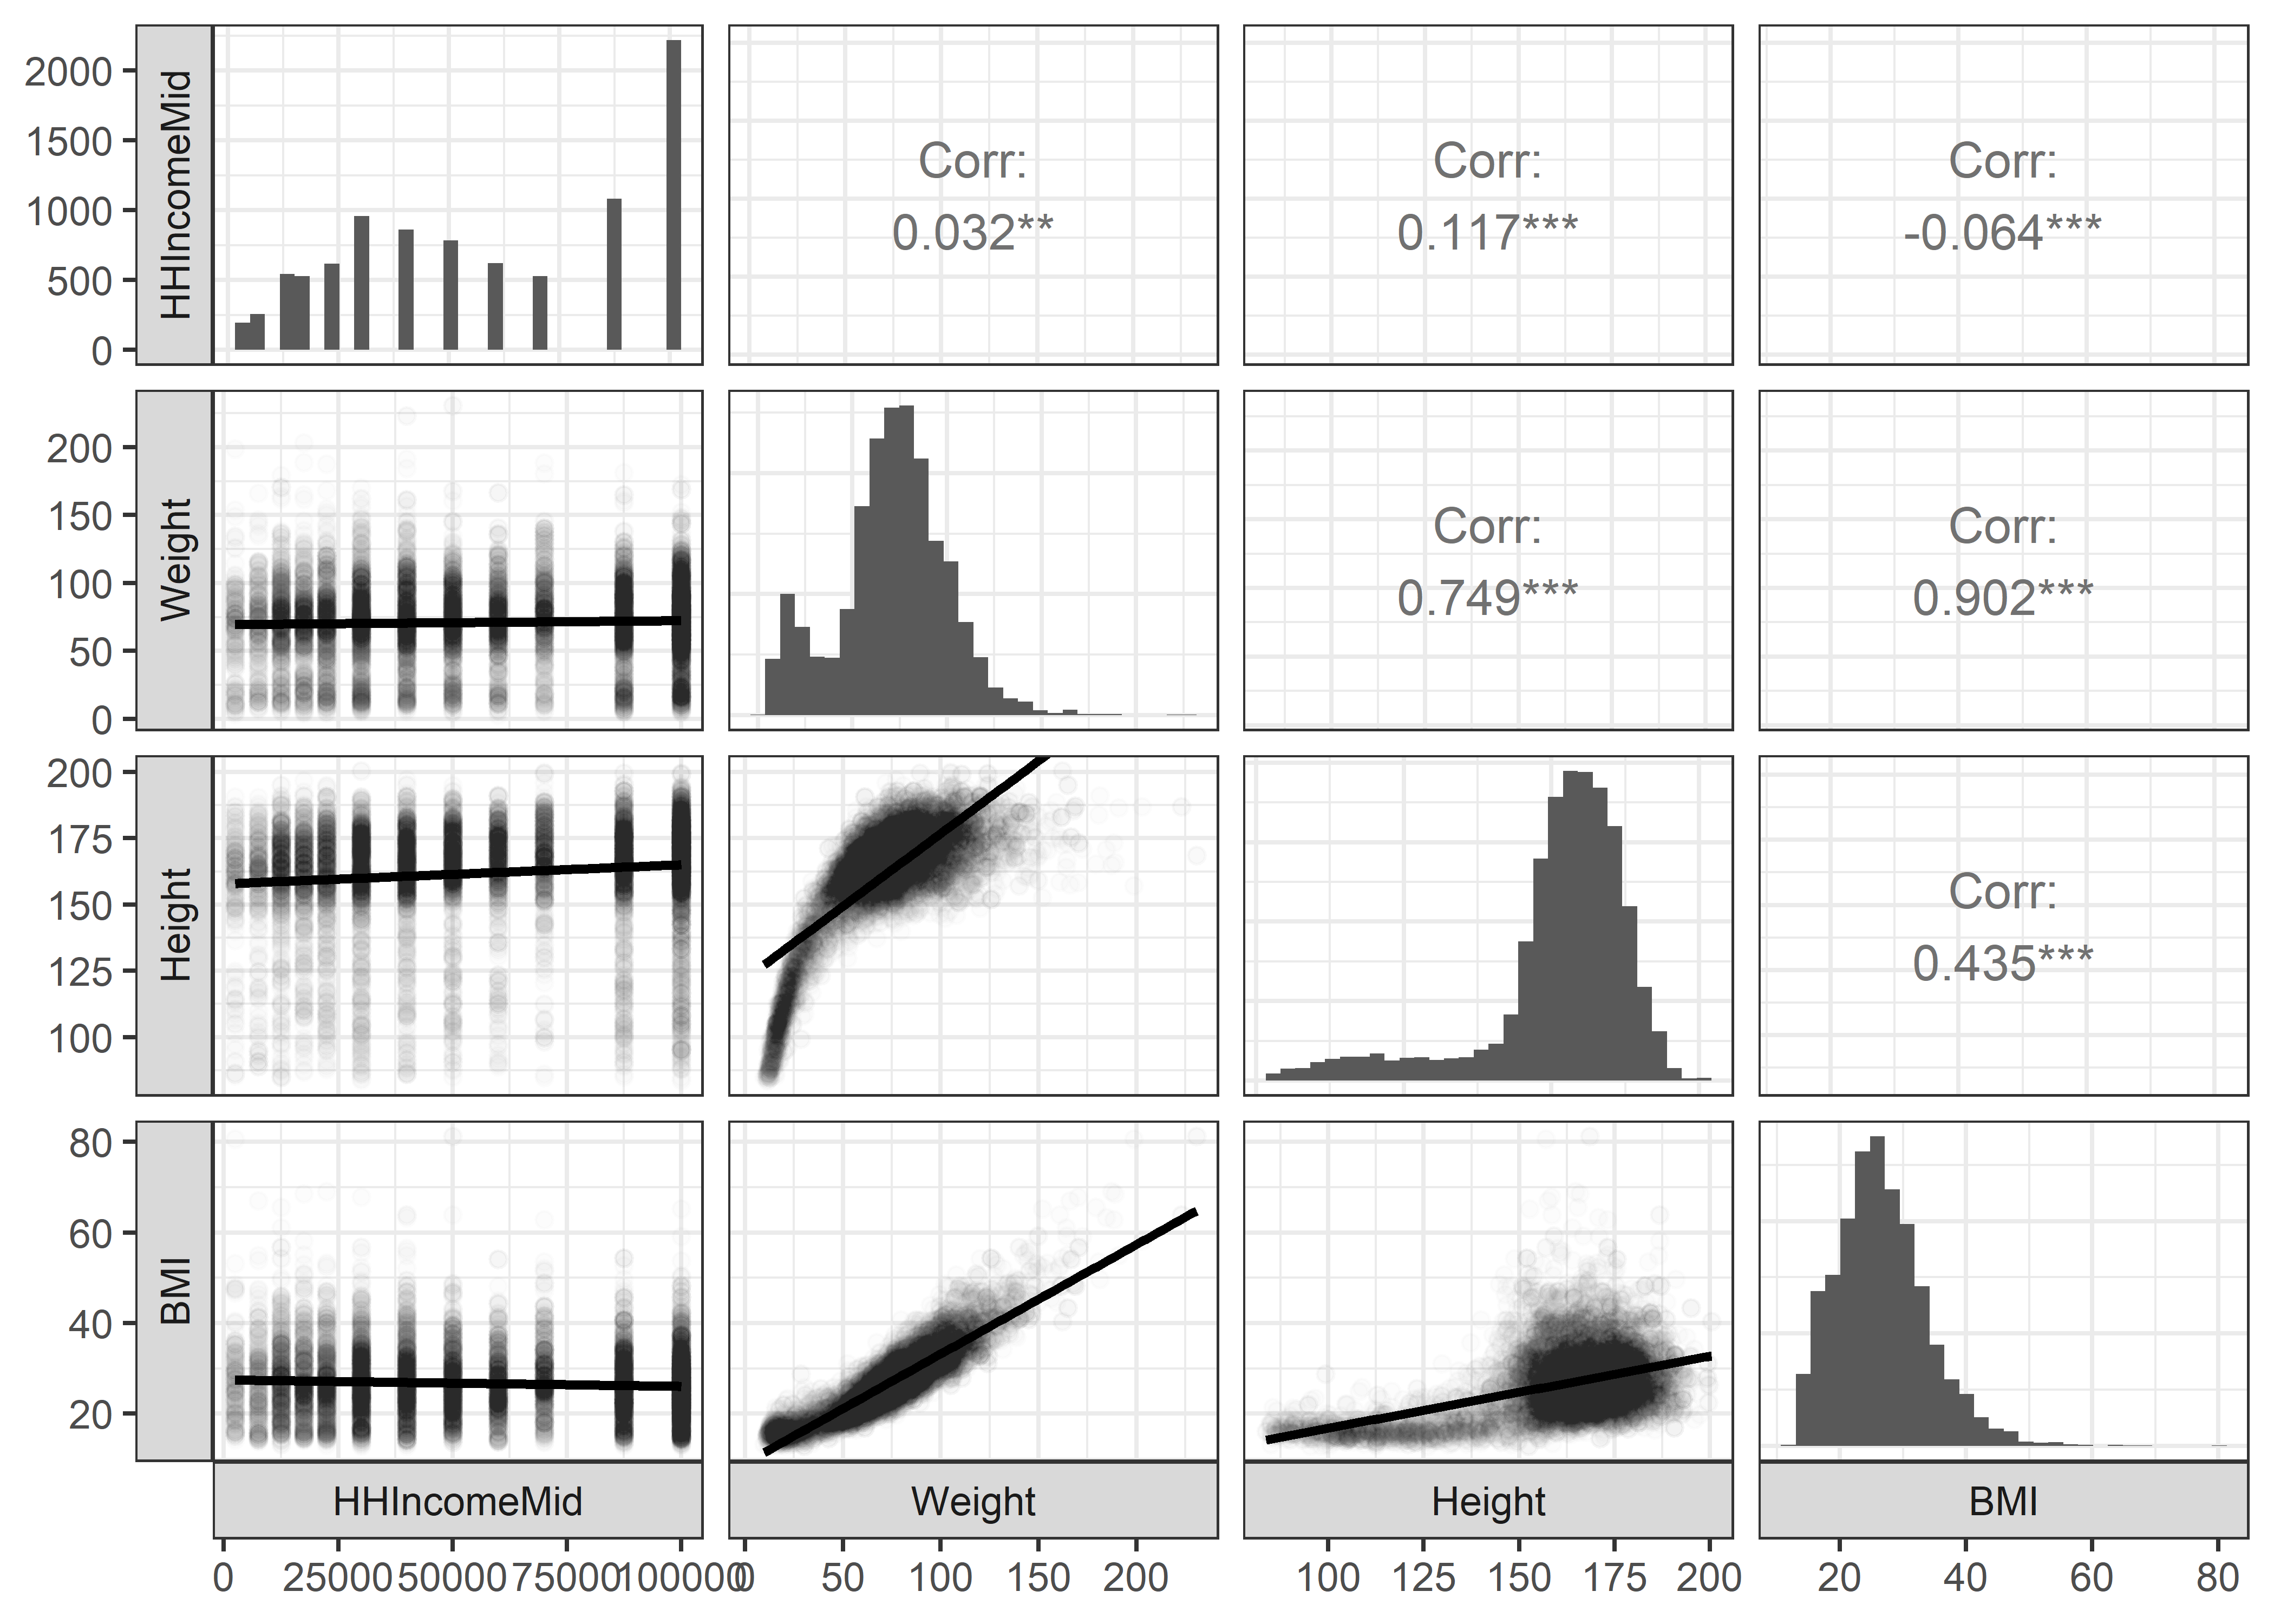 2000
1500
1000
500
0
HHIncomeMid
Corr:
0.032**
Corr:
0.117***
Corr:
-0.064***
200
150
100
50
0
Weight
Corr:
0.749***
Corr:
0.902***
200
175
150
125
100
Height
Corr:
0.435***
80
60
40
20
BMI
HHIncomeMid
Weight
Height
BMI
0 25000 50000 75000 100000
0 50 100 150 200
100 125 150 175 200
20 40 60 80